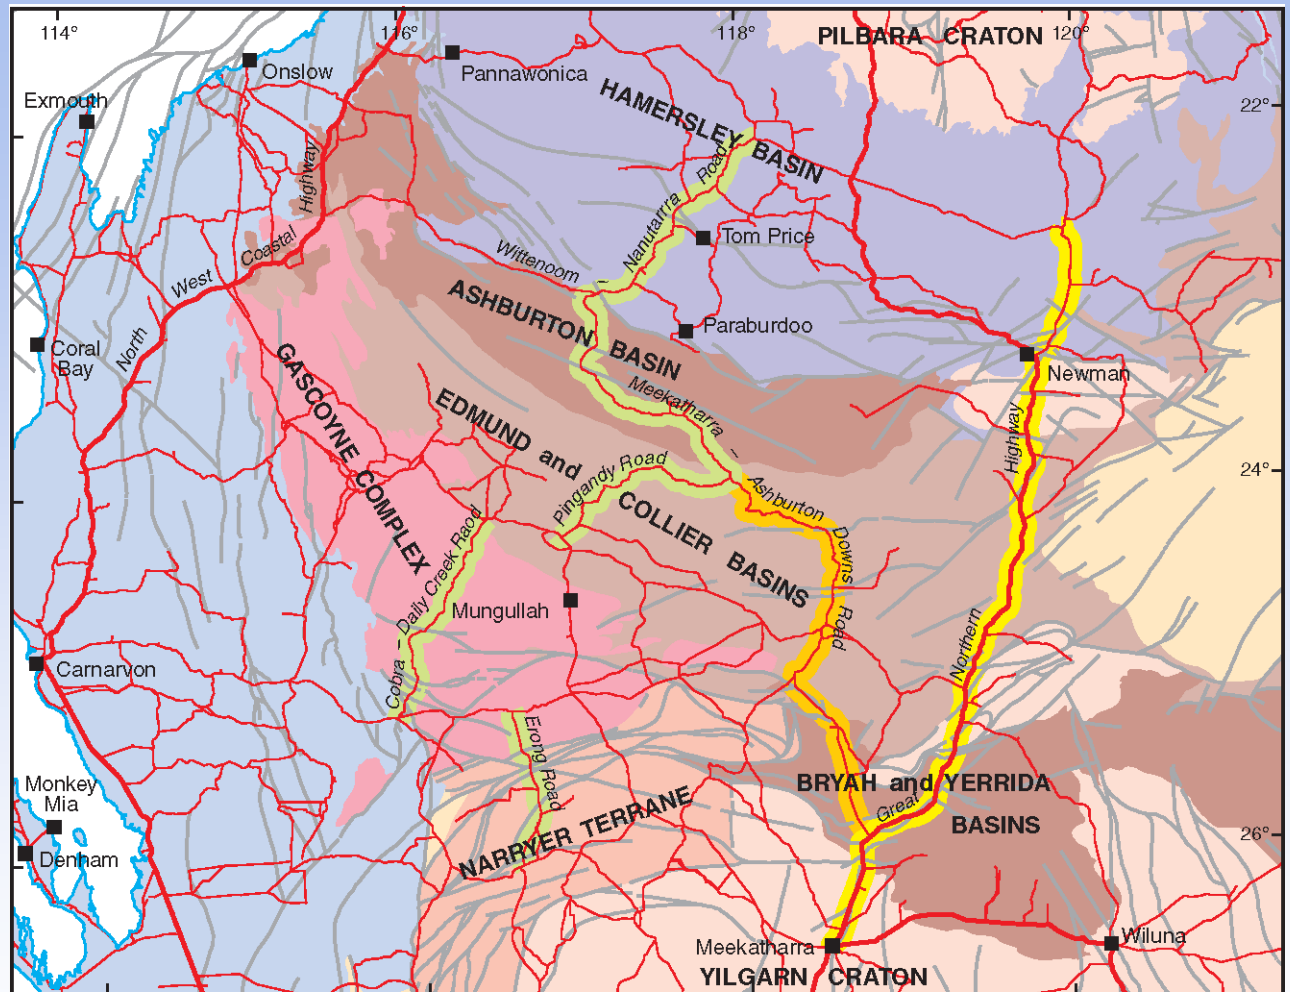 114°
116°
118°
120°
PILBARA CRATON
Onslow
Pannawonica
Exmouth
22°
HAMERSLEY BASIN
Highway
Road
Nanutarrra
Tom Price
Coastal
West
North
Wittenoom –
ASHBURTON BASIN
Paraburdoo
Coral
Bay
Newman
GASCOYNE COMPLEX
Meekatharra –
EDMUND and
COLLIER BASINS
Highway
Pingandy Road
24°
Ashburton
Downs
Road
Cobra – Daily Creek Raod
Mungullah
Northern
Carnarvon
Erong Road
Monkey
Mia
BRYAH and YERRIDA
BASINS
Great
NARRYER TERRANE
26°
Denham
Meekatharra
Wiluna
YILGARN CRATON